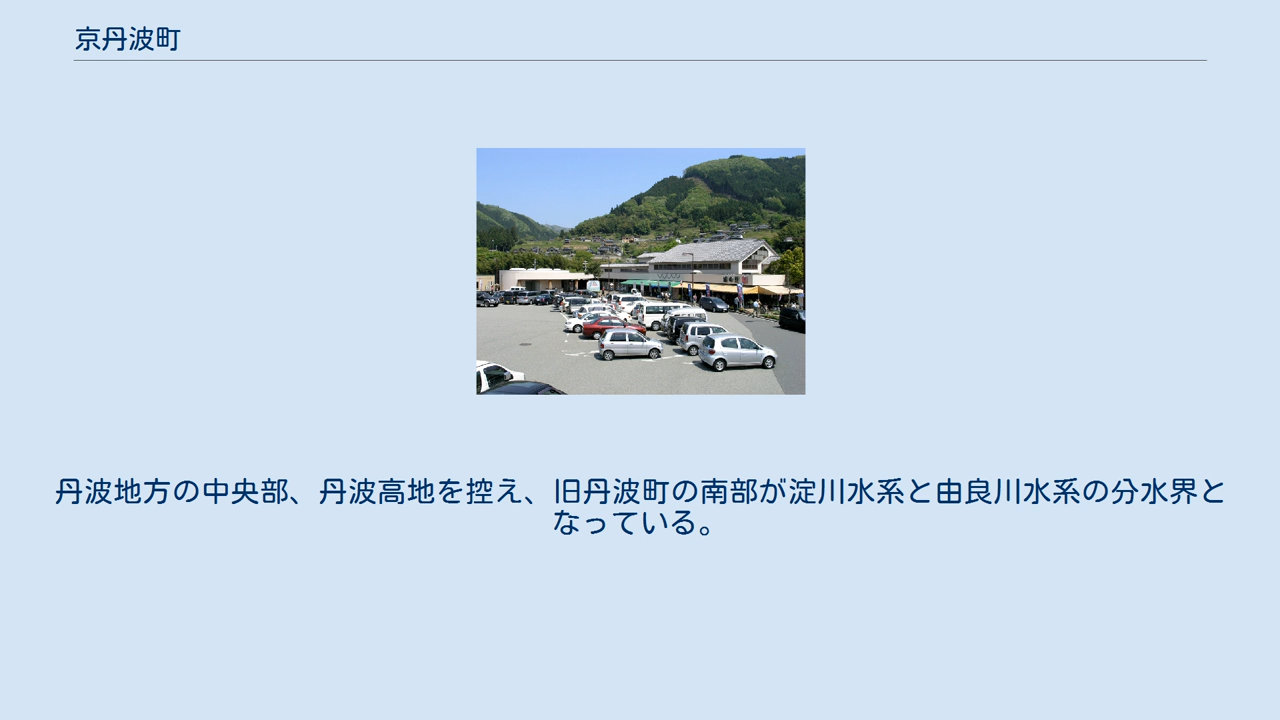 京丹波町
丹波地方の中央部、丹波高地を控え、旧丹波町の南部が淀川水系と由良川水系の分水界と
なっている。